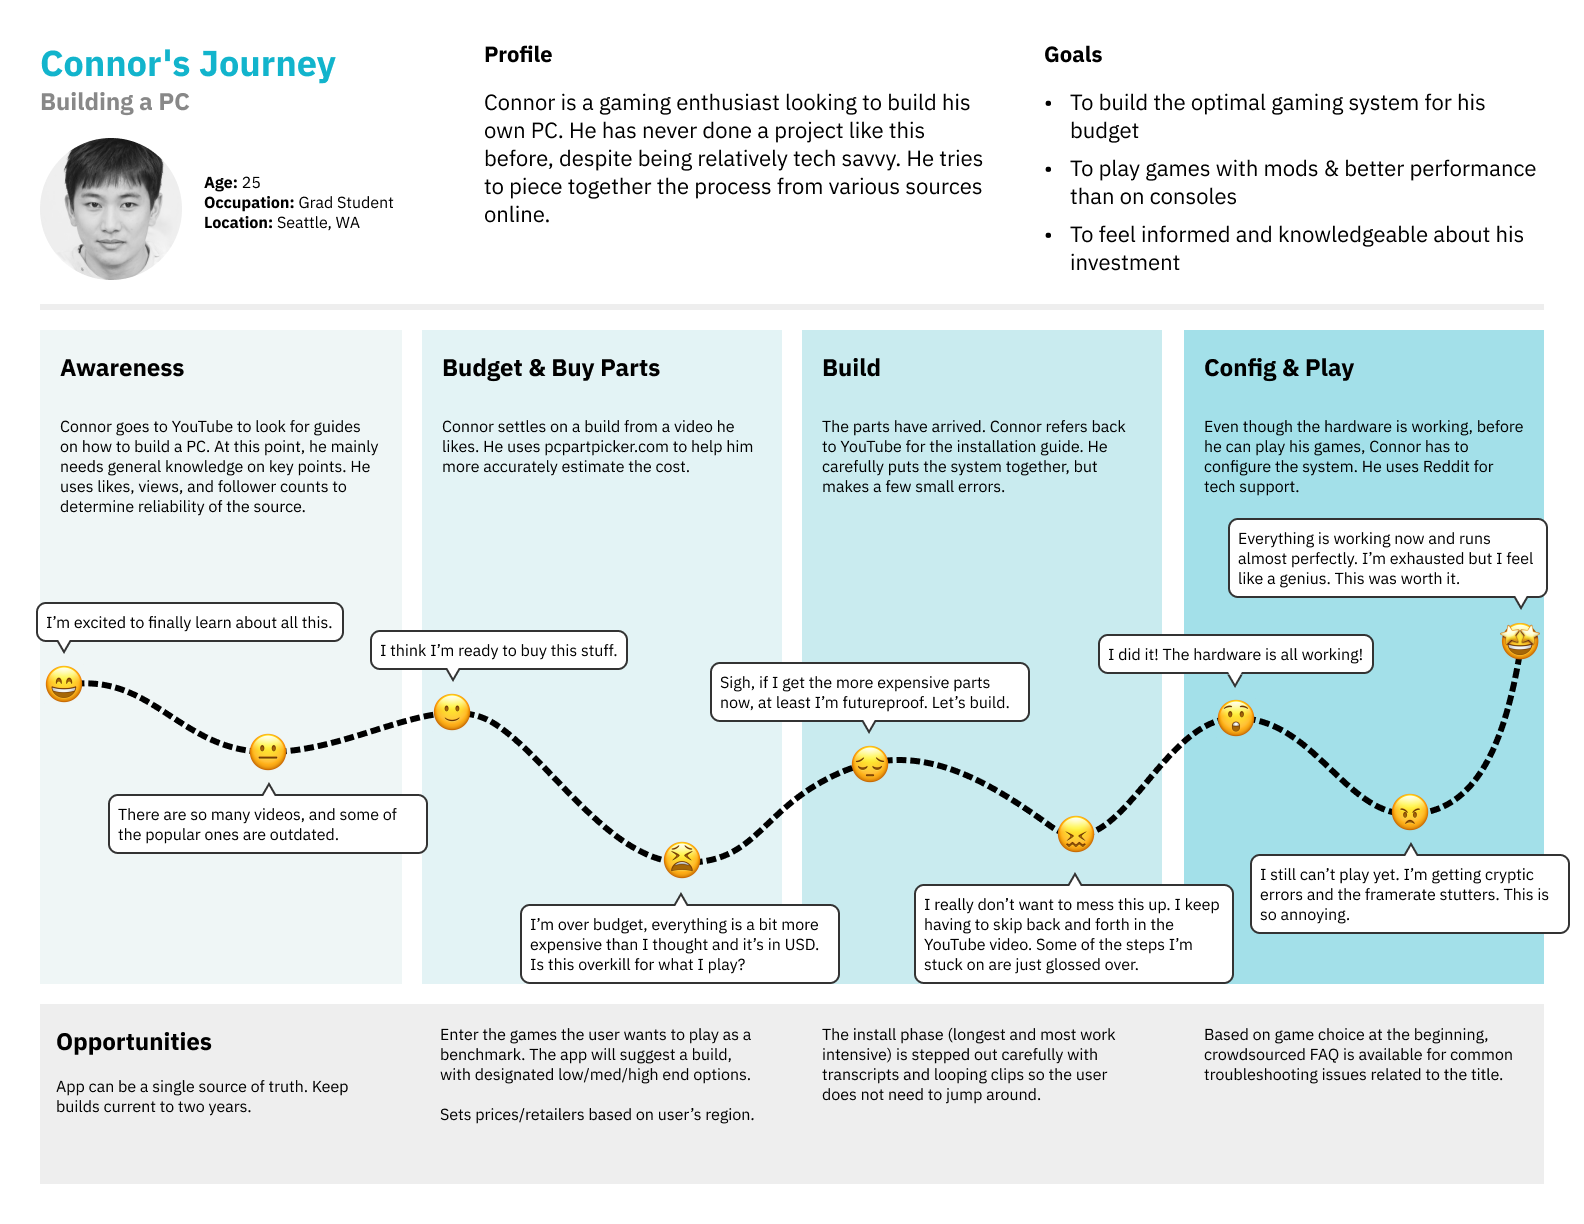 Connor's Journey
Building a PC
Age: 25
Occupation: Grad Student
Location: Seattle, WA
Profile
Connor is a gaming enthusiast looking to build his
own PC. He has never done a project like this
before, despite being relatively tech savvy. He tries
to piece together the process from various sources
online.
Goals
• To build the optimal gaming system for his
budget
• To play games with mods & better performance
than on consoles
• To feel informed and knowledgeable about his
investment
Awareness
Connor goes to YouTube to look for guides
on how to build a PC. At this point, he mainly
needs general knowledge on key points. He
uses likes, views, and follower counts to
determine reliability of the source.
I’m excited to finally learn about all this.
There are so many videos, and some of
the popular ones are outdated.
Budget & Buy Parts
Connor settles on a build from a video he
likes. He uses pcpartpicker.com to help him
more accurately estimate the cost.
I think I’m ready to buy this stuff.
I’m over budget, everything is a bit more
expensive than I thought and it’s in USD.
Is this overkill for what I play?
Build
The parts have arrived. Connor refers back
to YouTube for the installation guide. He
carefully puts the system together, but
makes a few small errors.
Sigh, if I get the more expensive parts
now, at least I’m futureproof. Let’s build.
I really don’t want to mess this up. I keep
having to skip back and forth in the
YouTube video. Some of the steps I’m
stuck on are just glossed over.
Config & Play
Even though the hardware is working, before
he can play his games, Connor has to
configure the system. He uses Reddit for
tech support.
I did it! The hardware is all working!
I still can’t play yet. I’m getting cryptic
errors and the framerate stutters. This is
so annoying.
Everything is working now and runs
almost perfectly. I’m exhausted but I feel
like a genius. This was worth it.
Opportunities
App can be a single source of truth. Keep
builds current to two years.
Enter the games the user wants to play as a
benchmark. The app will suggest a build,
with designated low/med/high end options.
Sets prices/retailers based on user’s region.
The install phase (longest and most work
intensive) is stepped out carefully with
transcripts and looping clips so the user
does not need to jump around.
Based on game choice at the beginning,
crowdsourced FAQ is available for common
troubleshooting issues related to the title.